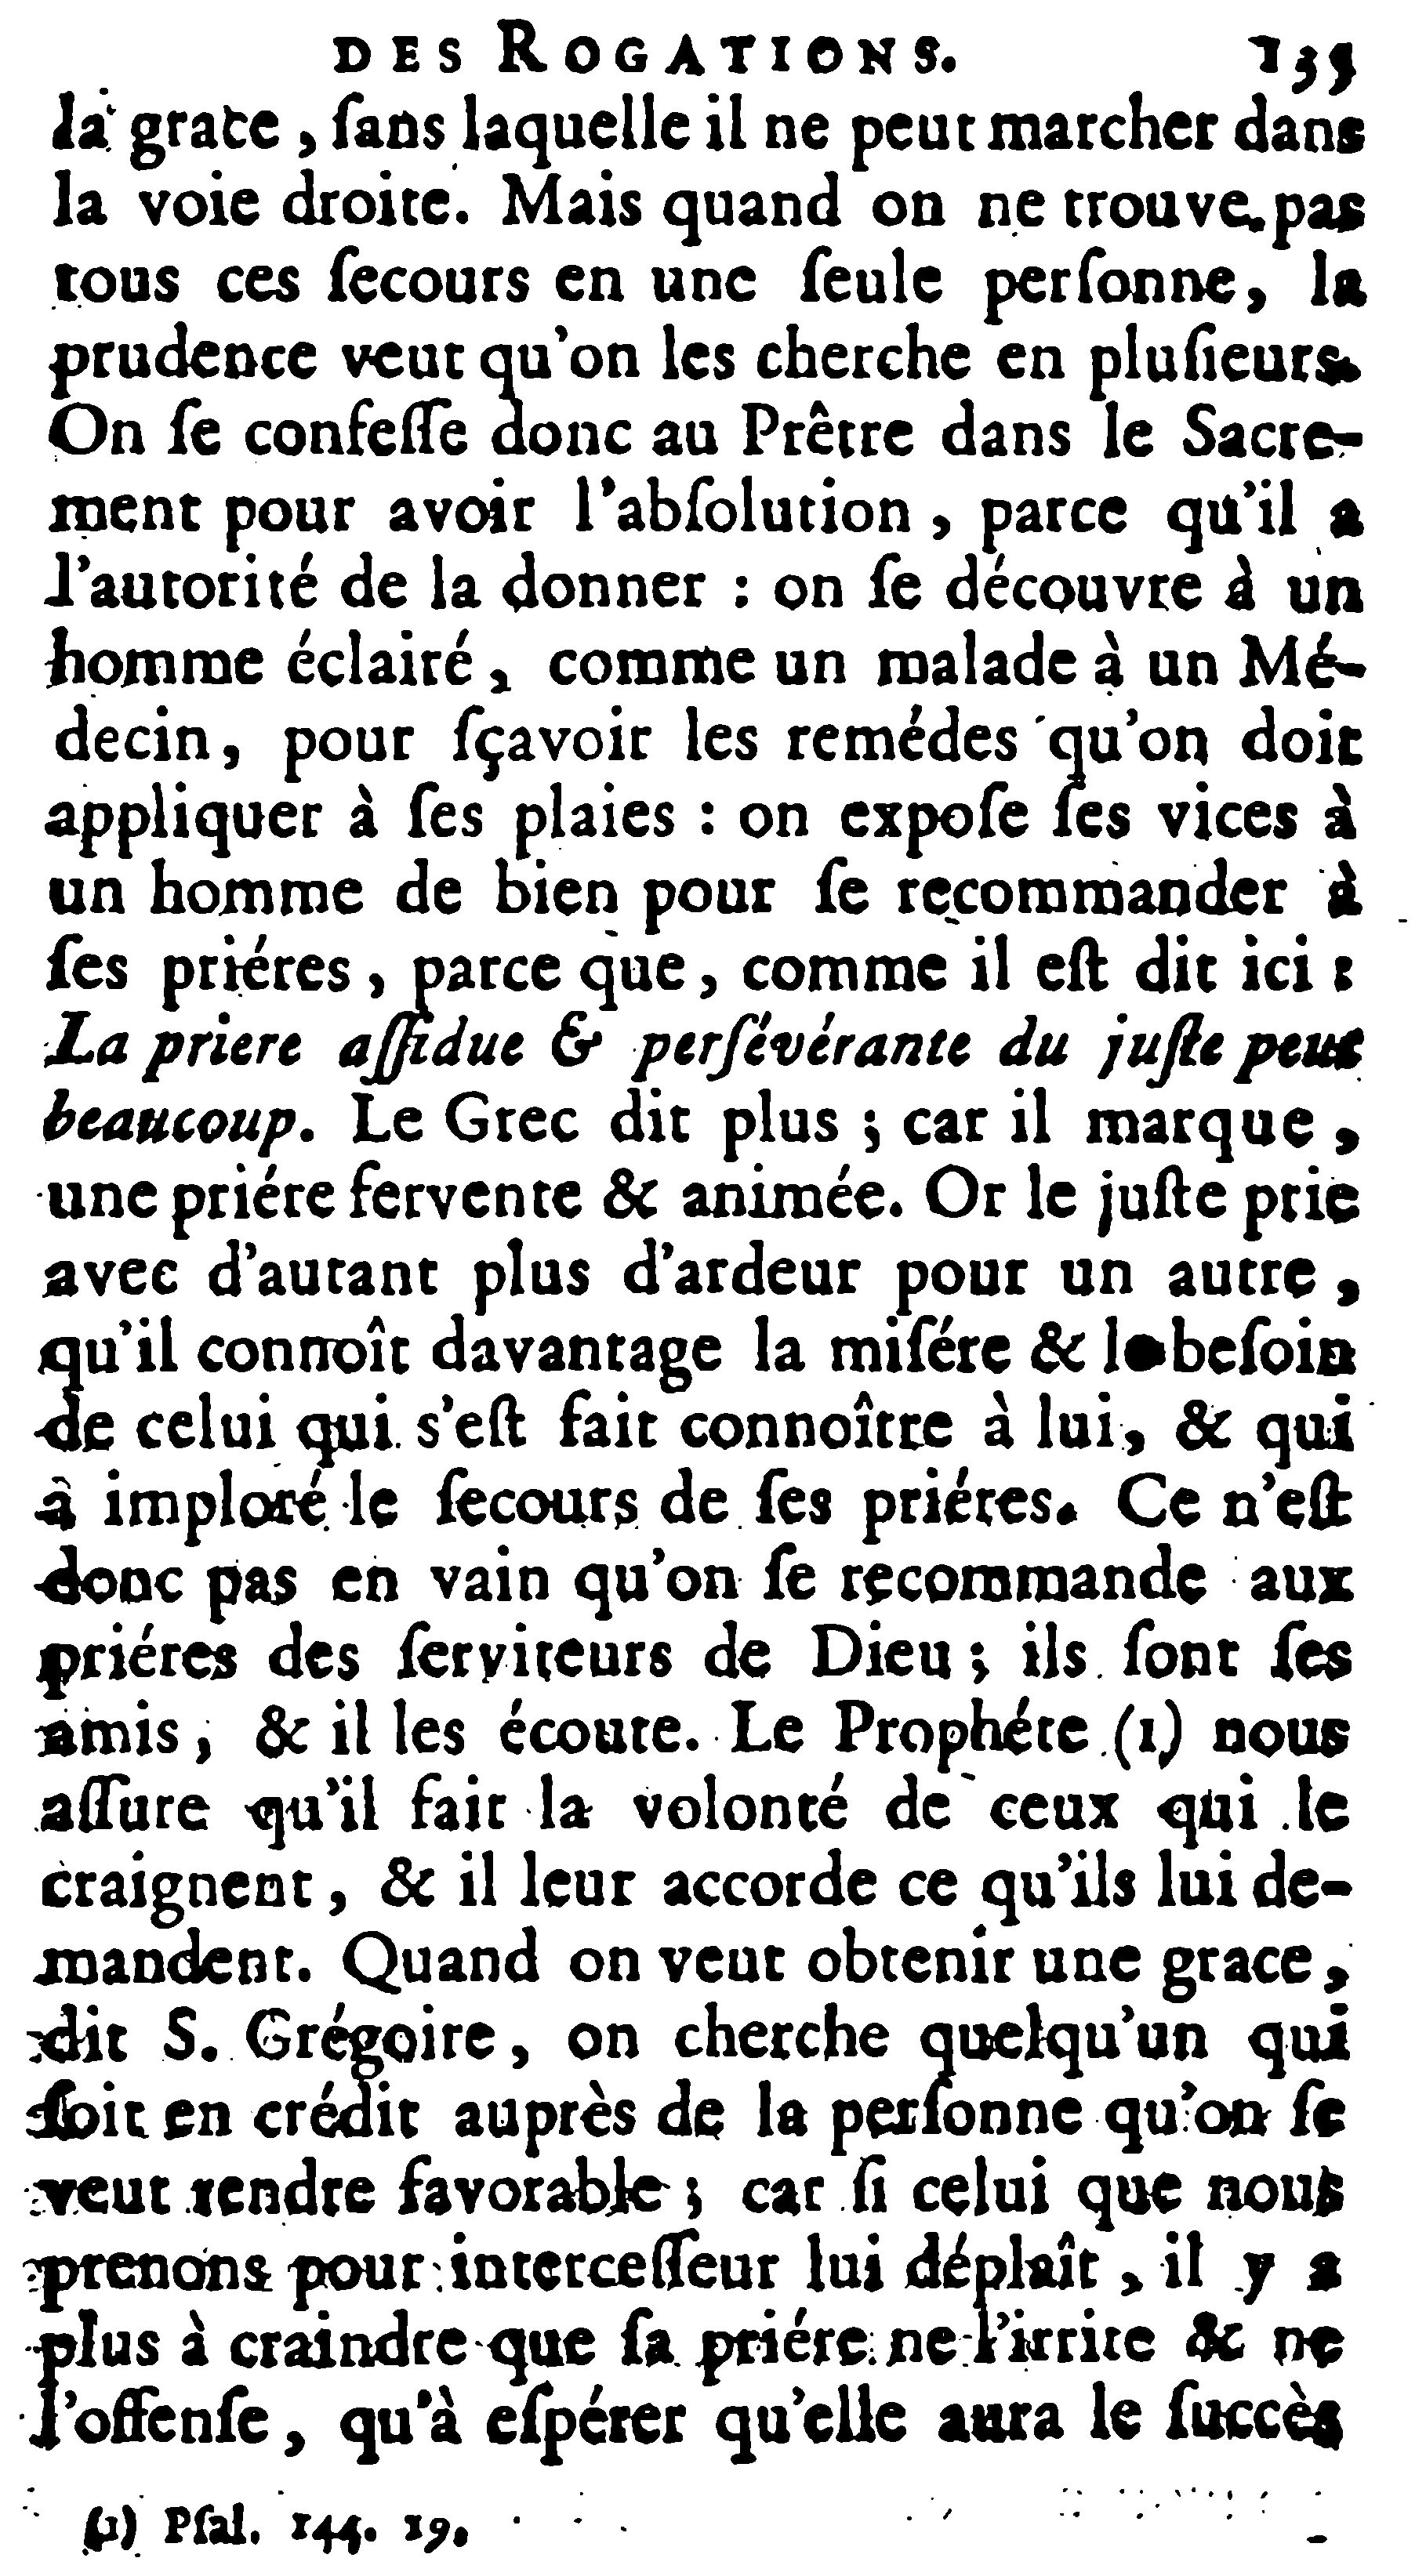 DES ROGATIONS. 135
la grace, ſans laquelle il ne peut marcher dans
la voie droite. Mais quand on ne trouve pas
tous ces ſecours en une ſeule perſonne, la
prudence veut qu'on les cherche en pluſieurs.
On ſe confeſſe donc au Prêtre dans le Sacre-
ment pour avoir l'abſolution, parce qu'il a
l'autorité de la donner : on ſe découvre à un
homme éclairé, comme un malade à un Mé-
decin, pour ſçavoir les remédes qu'on doit
appliquer à ſes plaies : on expoſe ſes vices à
un homme de bien pour ſe recommander à
ſes priéres, parce que, comme il eſt dit ici :
La priere aſſidue & perſévérante du juſte peut
beaucoup. Le Grec dit plus ; car il marque,
une priére fervente & animée. Or le juſte prie
avec d'autant plus d'ardeur pour un autre,
qu'il connoît davantage la miſére & le beſoin
de celui qui s'eſt fait connoître à lui, & qui
a imploré le ſecours de ſes priéres. Ce n'eſt
donc pas en vain qu'on ſe recommande aux
priéres des ſerviteurs de Dieu ; ils ſont ſes
amis, & il les écoute. Le Prophéte (1) nous
aſſure qu'il fait la volonté de ceux qui le
craignent, & il leur accorde ce qu'ils lui de-
mandent. Quand on veut obtenir une grace,
dit S. Grégoire, on cherche quelqu'un qui
ſoit en crédit auprès de la perſonne qu'on ſe
veut rendre favorable ; car ſi celui que nous
prenons pour interceſſeur lui déplaît, il y a
plus à craindre que ſa priére ne l'irrite & ne
l'offenſe, qu'à eſpérer qu'elle aura le ſuccès
(1) Pſal. 144. 19.